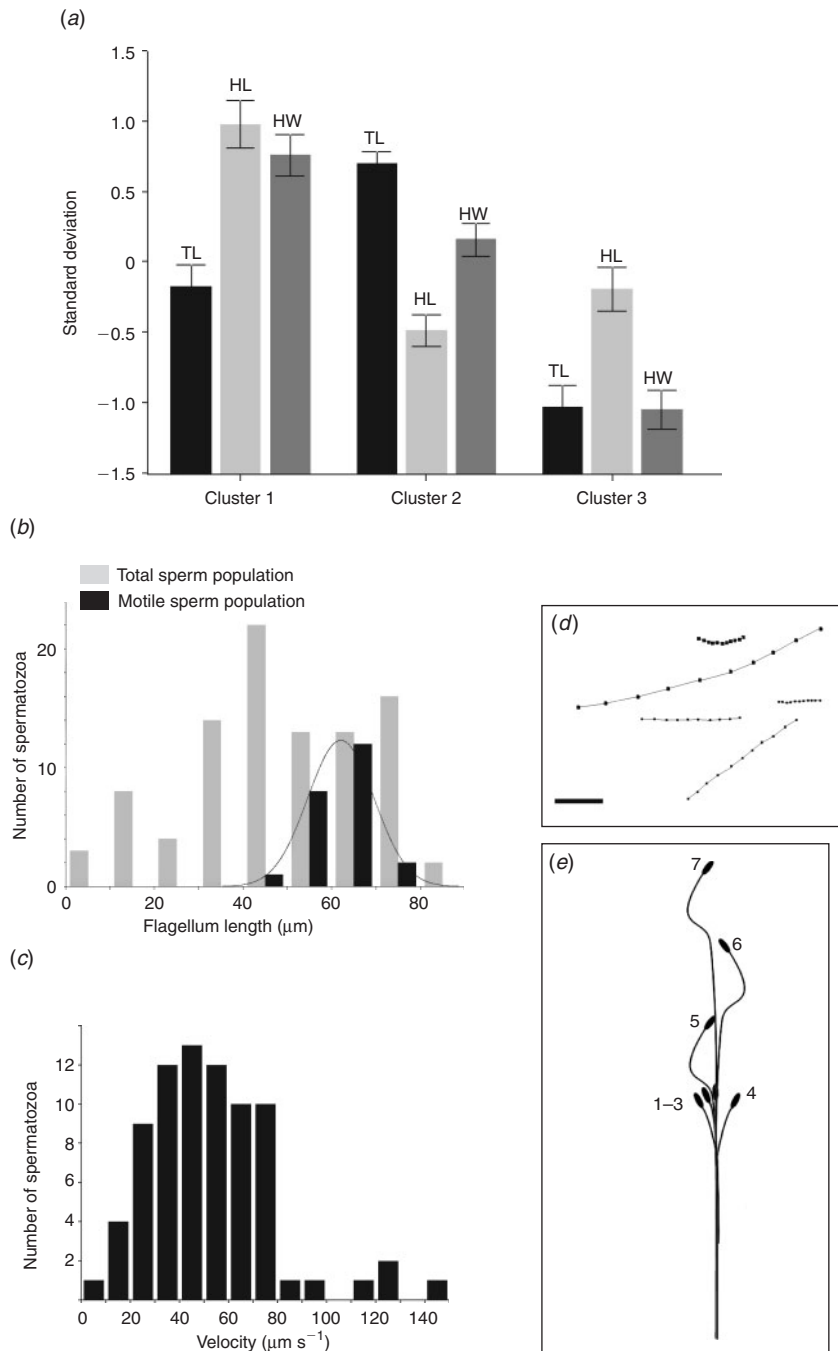 (a)
1.5
1.0
0.5
0
−0.5
−1.0
−1.5
Standard deviation
TL
HL
HW
TL
HL
HW
TL
HL
HW
Cluster 1
Cluster 2
Cluster 3
(b)
Total sperm population
Motile sperm population
20
10
0
Number of spermatozoa
0
20
40
60
80
Flagellum length (μm)
(c)
12
10
8
6
4
2
Number of spermatozoa
0
20
40
60
80
100
120
140
Velocity (μm s−1)
(d)
(e)
7
6
5
1–3
4